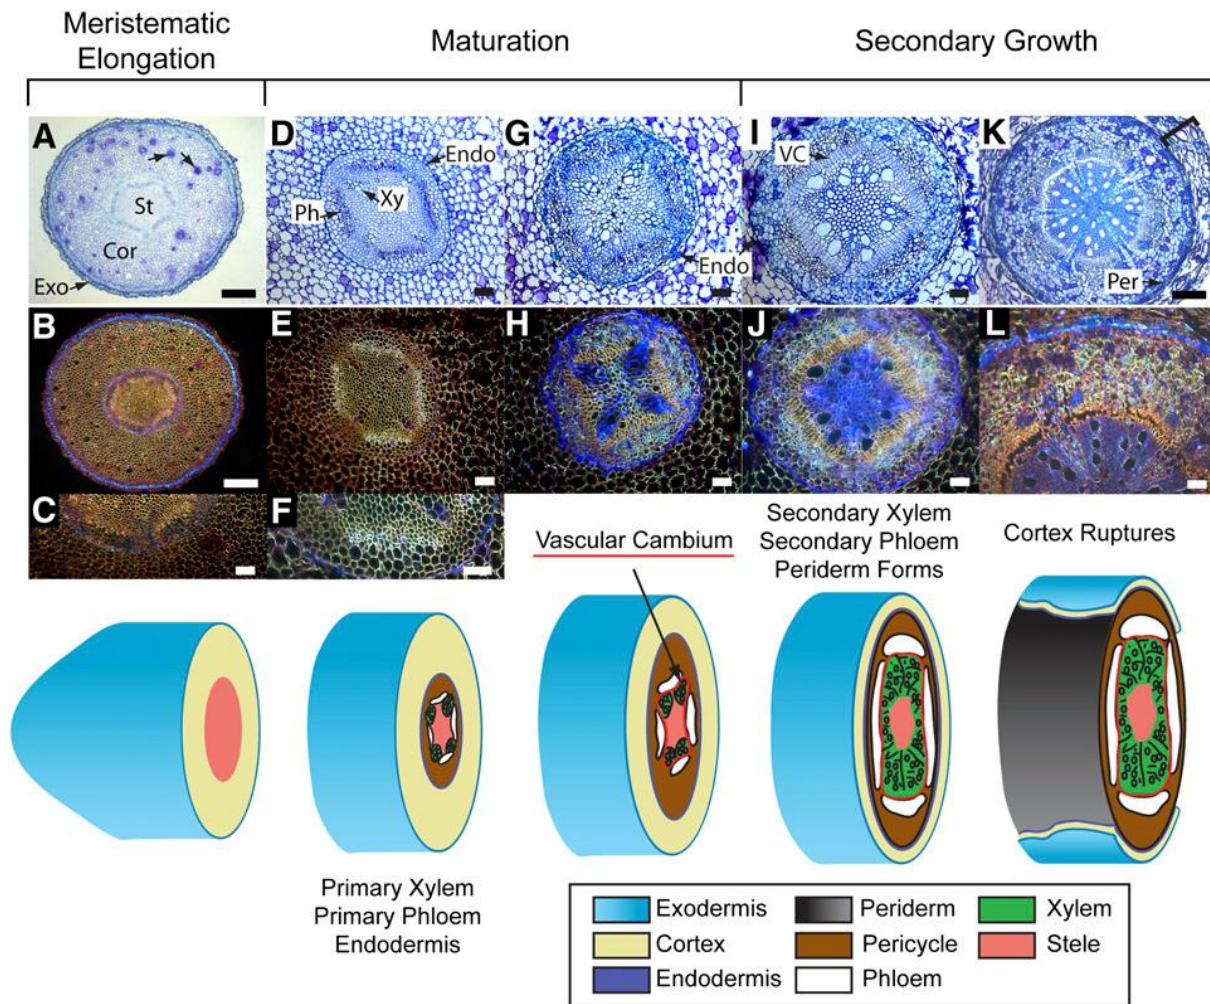 Meristematic
Elongation
Maturation
Secondary Growth
A
St
Cor
Exo
D
Endo
Xy
Ph
G
Endo
I
VC
K
Per
B
E
H
J
L
C
F
Vascular Cambium
Secondary Xylem
Secondary Phloem
Periderm Forms
Cortex Ruptures
Primary Xylem
Primary Phloem
Endodermis
Exodermis
Periderm
Xylem
Cortex
Pericycle
Stele
Endodermis
Phloem